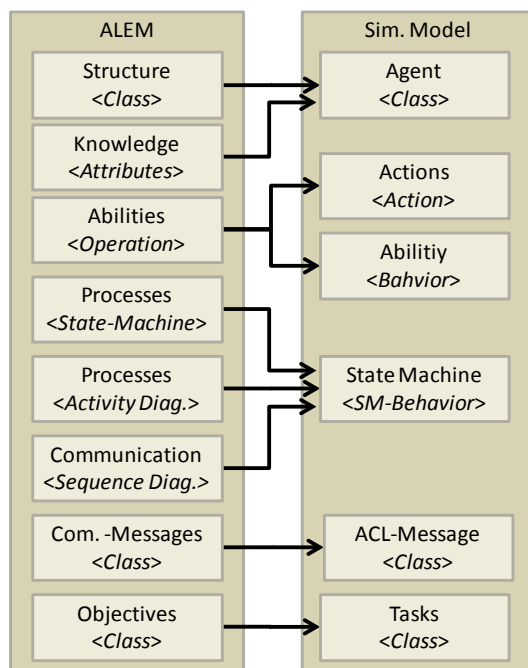 ALEM
Structure
<Class>
Knowledge
<Attributes>
Abilities
<Operation>
Processes
<State-Machine>
Processes
<Activity Diag.>
Communication
<Sequence Diag.>
Com. -Messages
<Class>
Objectives
<Class>
Sim. Model
Agent
<Class>
Actions
<Action>
Abilitiy
<Bahvior>
State Machine
<SM-Behavior>
ACL-Message
<Class>
Tasks
<Class>